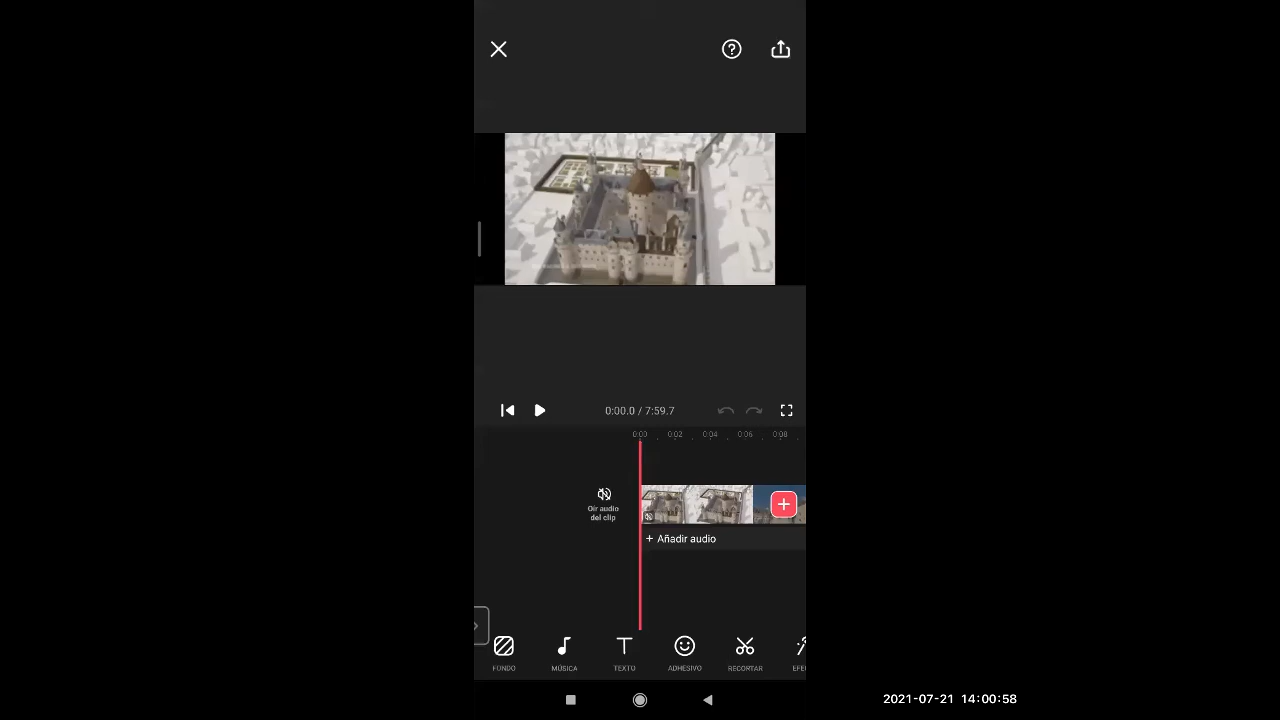 0:00.0 / 7:59.7
0:00 0:02 0:04 0:06 0:08
Oír audio
del clip
+ Añadir audio
FONDO MÚSICA TEXTO ADHESIVO RECORTAR
2021-07-21 14:00:58